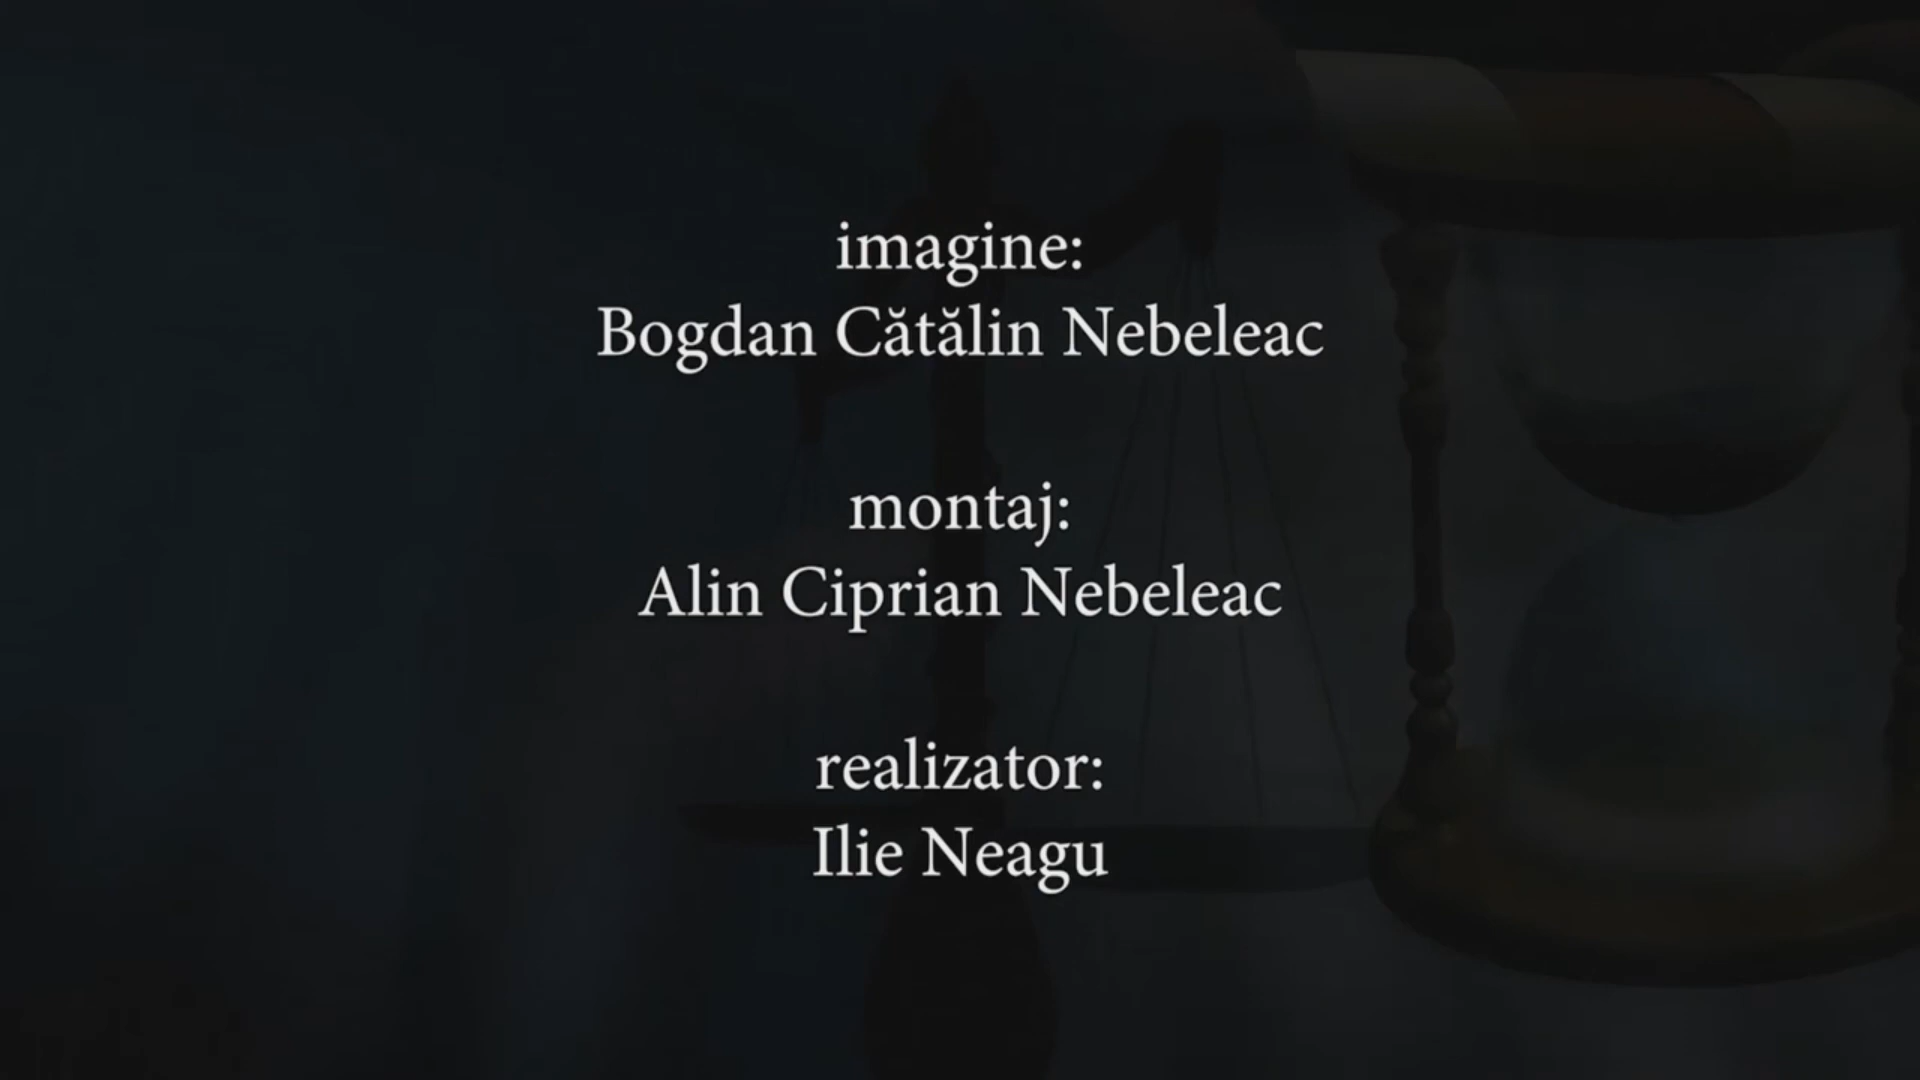 imagine:
Bogdan Cătălin Nebeleac
montaj:
Alin Ciprian Nebeleac
realizator:
Ilie Neagu